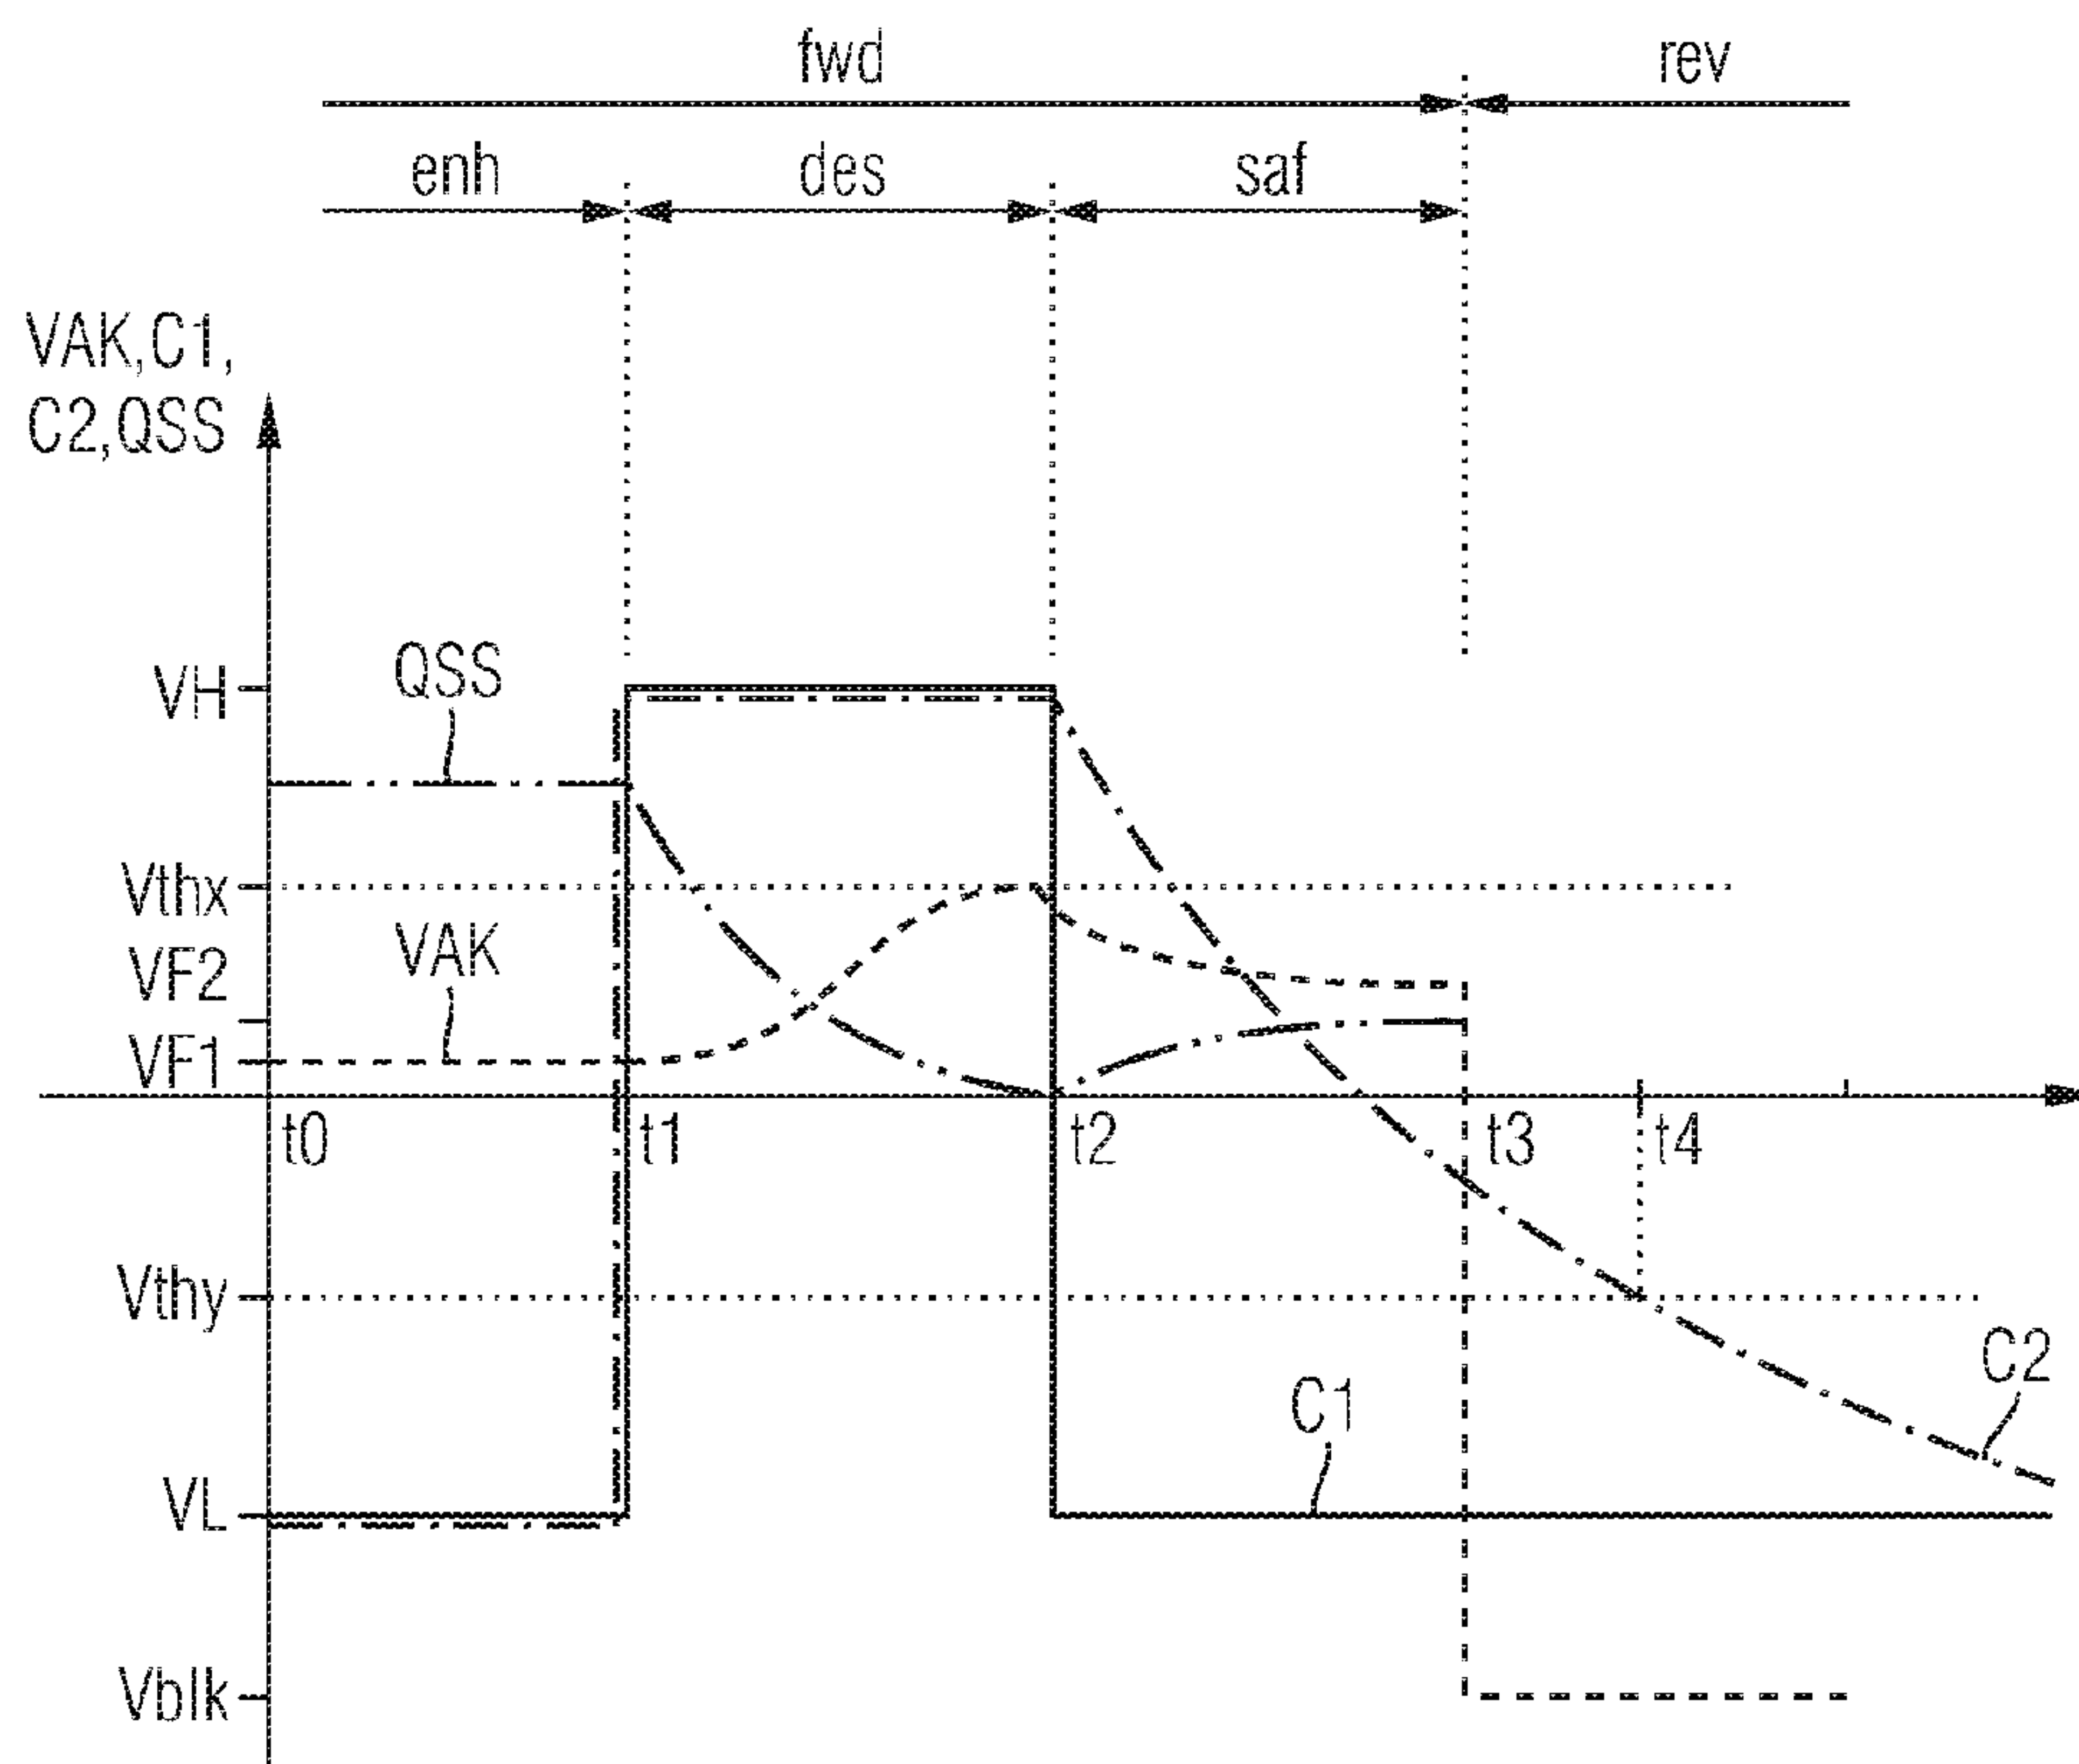 fwd
rev
enh
des
saf
VAK,C1,
C2,QSS
VH
QSS
Vthx
VF2
VAK
VF1
t0
t1
t2
t3
t4
Vthy
C2
C1
VL
Vblk